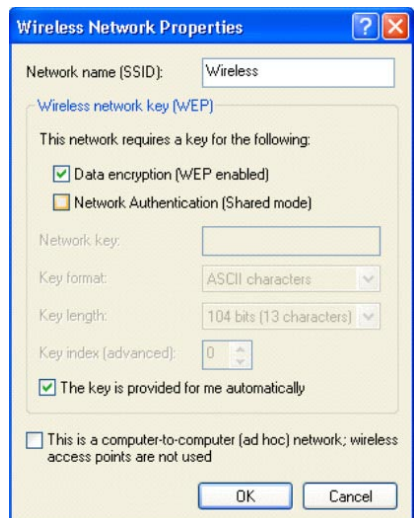 Wireless Network Properties
Network name (SSID):
Wireless
Wireless network key (WEP)
This network requires a key for the following:
Data encryption (WEP enabled)
Network Authentication (Shared mode)
Network key:
Key format:
ASCII characters
Key length:
104 bits (13 characters)
Key index (advanced):
0
The key is provided for me automatically
This is a computer-to-computer (ad hoc) network; wireless
access points are not used
OK
Cancel